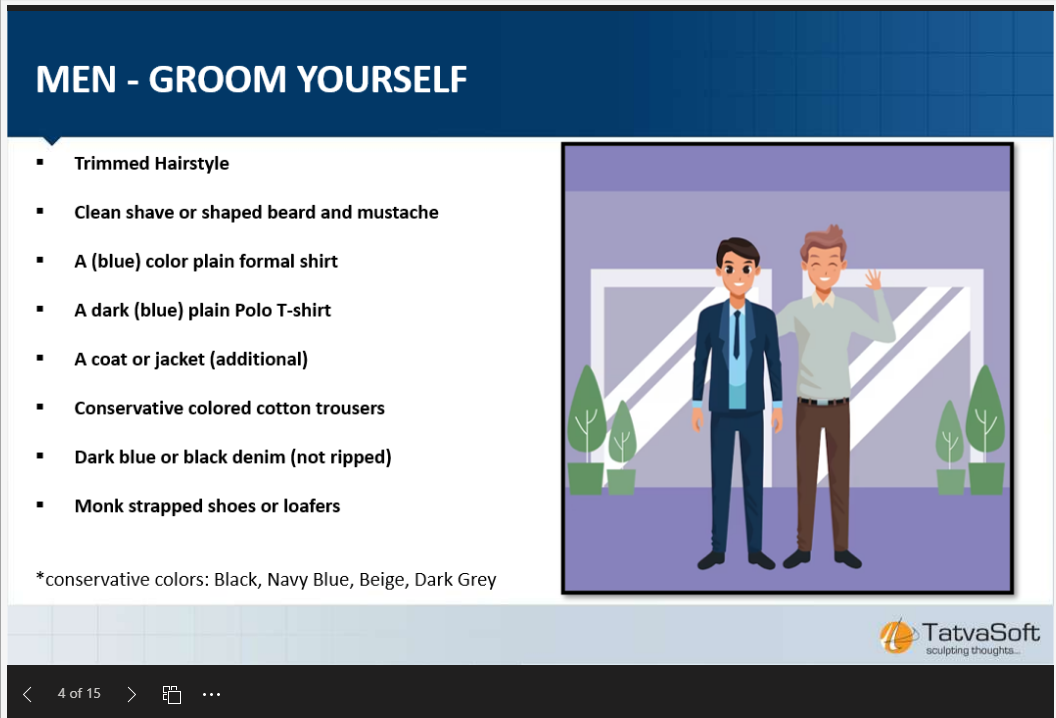 MEN - GROOM YOURSELF
▪ Trimmed Hairstyle
▪ Clean shave or shaped beard and mustache
▪ A (blue) color plain formal shirt
▪ A dark (blue) plain Polo T-shirt
▪ A coat or jacket (additional)
▪ Conservative colored cotton trousers
▪ Dark blue or black denim (not ripped)
▪ Monk strapped shoes or loafers
*conservative colors: Black, Navy Blue, Beige, Dark Grey
TatvaSoft
sculpting thoughts...
4 of 15